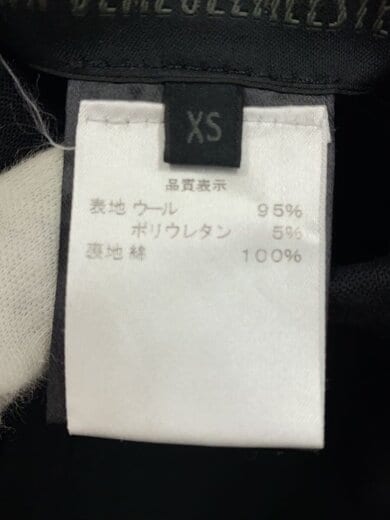 DEMEULEMEESTE
XS
品質表示
表地 ウール 95%
ポリウレタン 5%
裏地 綿 100%